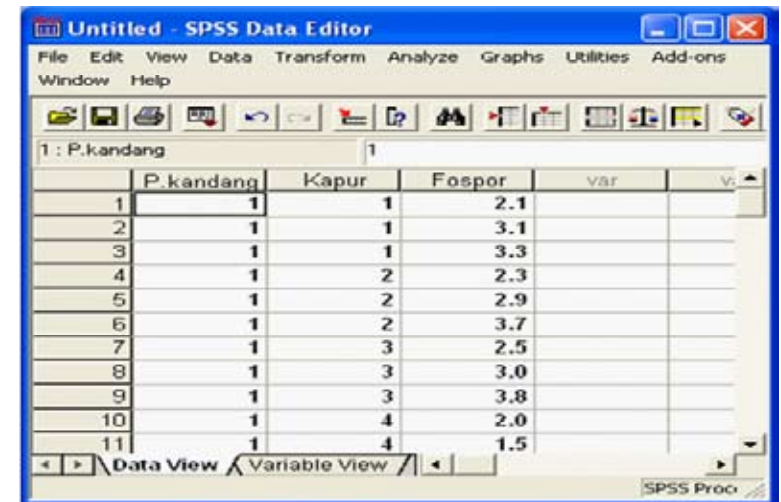 Untitled - SPSS Data Editor
File Edit View Data Transform Analyze Graphs Utilities Add-ons
Window Help
1 : P.kandang 1
P.kandang Kapur Fospor var
1 1 1 2.1
2 1 1 3.1
3 1 1 3.3
4 1 2 2.3
5 1 2 2.9
6 1 2 3.7
7 1 3 2.5
8 1 3 3.0
9 1 3 3.8
10 1 4 2.0
11 1 4 1.5
Data View Variable View
SPSS Proc